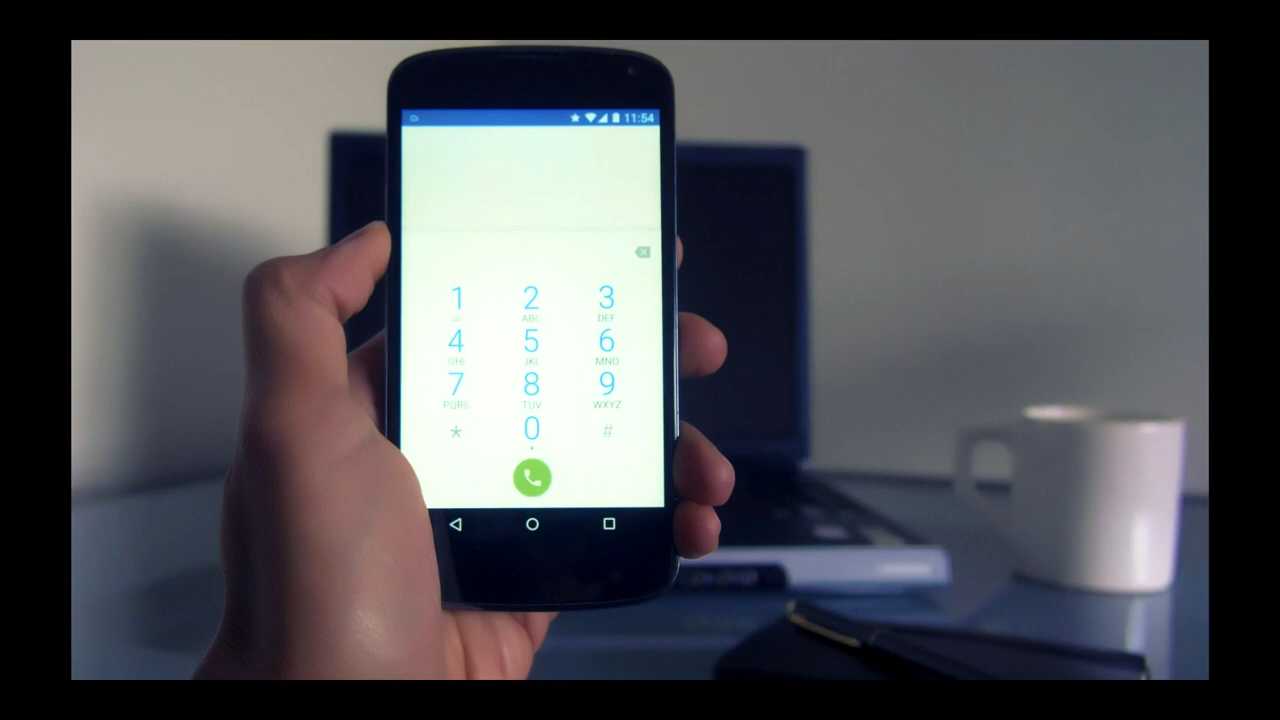 11:54
1 2 3
ABC DEF
4 5 6
GHI JKL MNO
7 8 9
PQRS TUV WXYZ
* 0 #
+